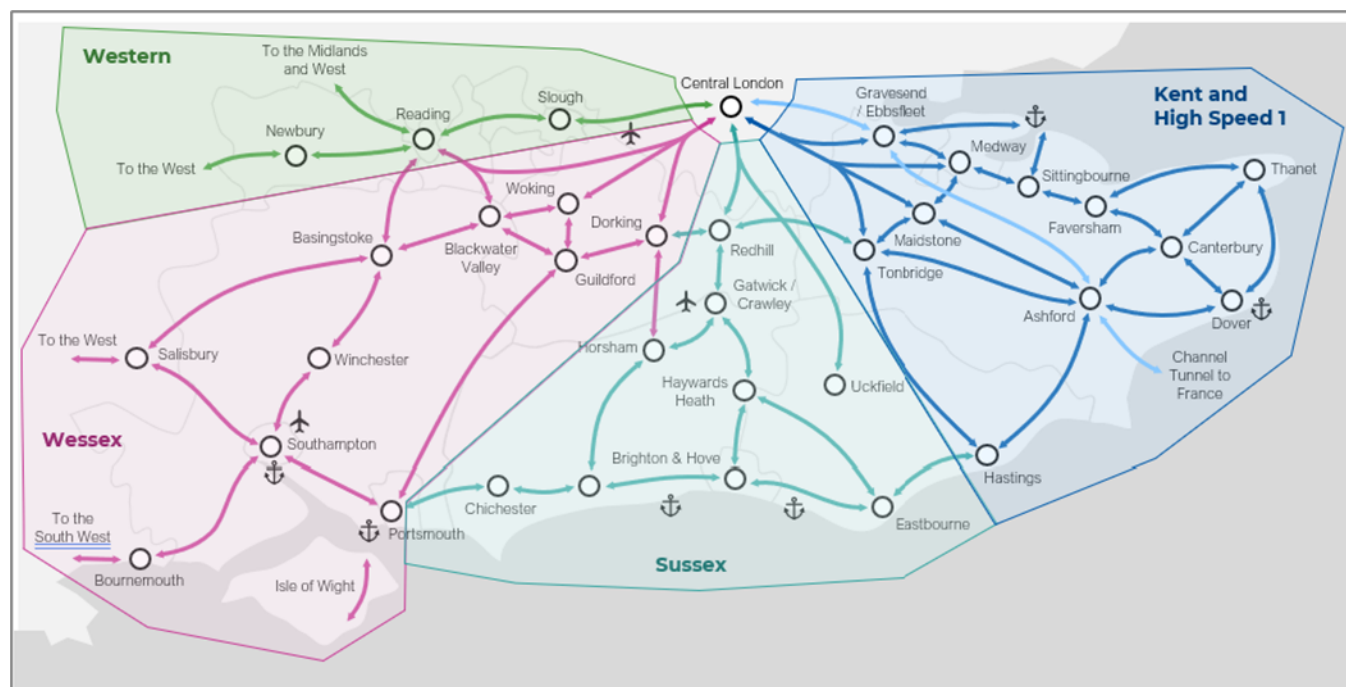 Western
To the Midlands
and West
Central London
Slough
Reading
Newbury
To the West
Gravesend
/ Ebbsfleet
Kent and
High Speed 1
Medway
Thanet
Sittingbourne
Faversham
Canterbury
Maidstone
Tonbridge
Ashford
Dover
Channel
Tunnel to
France
Hastings
Woking
Dorking
Basingstoke
Blackwater
Valley
Guildford
Redhill
Gatwick /
Crawley
To the West
Salisbury
Winchester
Horsham
Haywards
Heath
Uckfield
Wessex
Southampton
Brighton & Hove
Chichester
Eastbourne
Portsmouth
To the
South West
Bournemouth
Isle of Wight
Sussex